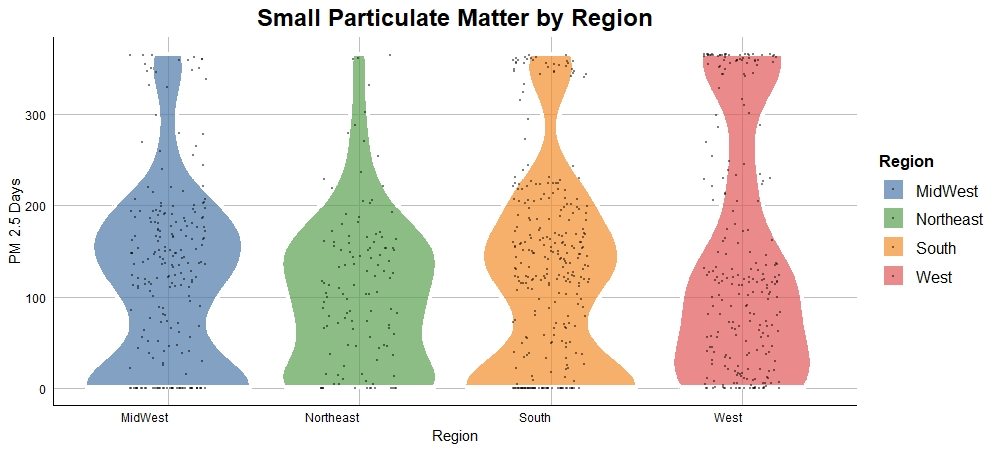 Small Particulate Matter by Region
PM 2.5 Days
300
200
100
0
MidWest Northeast South West
Region
Region
MidWest
Northeast
South
West